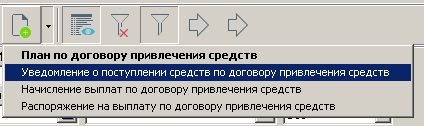 План по договору привлечения средств
Уведомление о поступлении средств по договору привлечения средств
Начисление выплат по договору привлечения средств
Распоряжение на выплату по договору привлечения средств